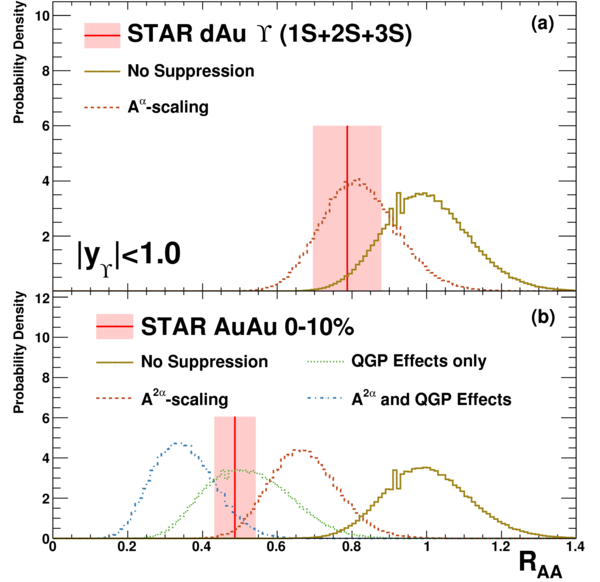 Probability Density
10
8
6
4
2
STAR dAu ϒ (1S+2S+3S)
(a)
No Suppression
A^α-scaling
|y_ϒ|<1.0
Probability Density
12
10
8
6
4
2
0
STAR AuAu 0-10%
(b)
No Suppression
QGP Effects only
A^2α-scaling
A^2α and QGP Effects
0 0.2 0.4 0.6 0.8 1 1.2 1.4
R_AA